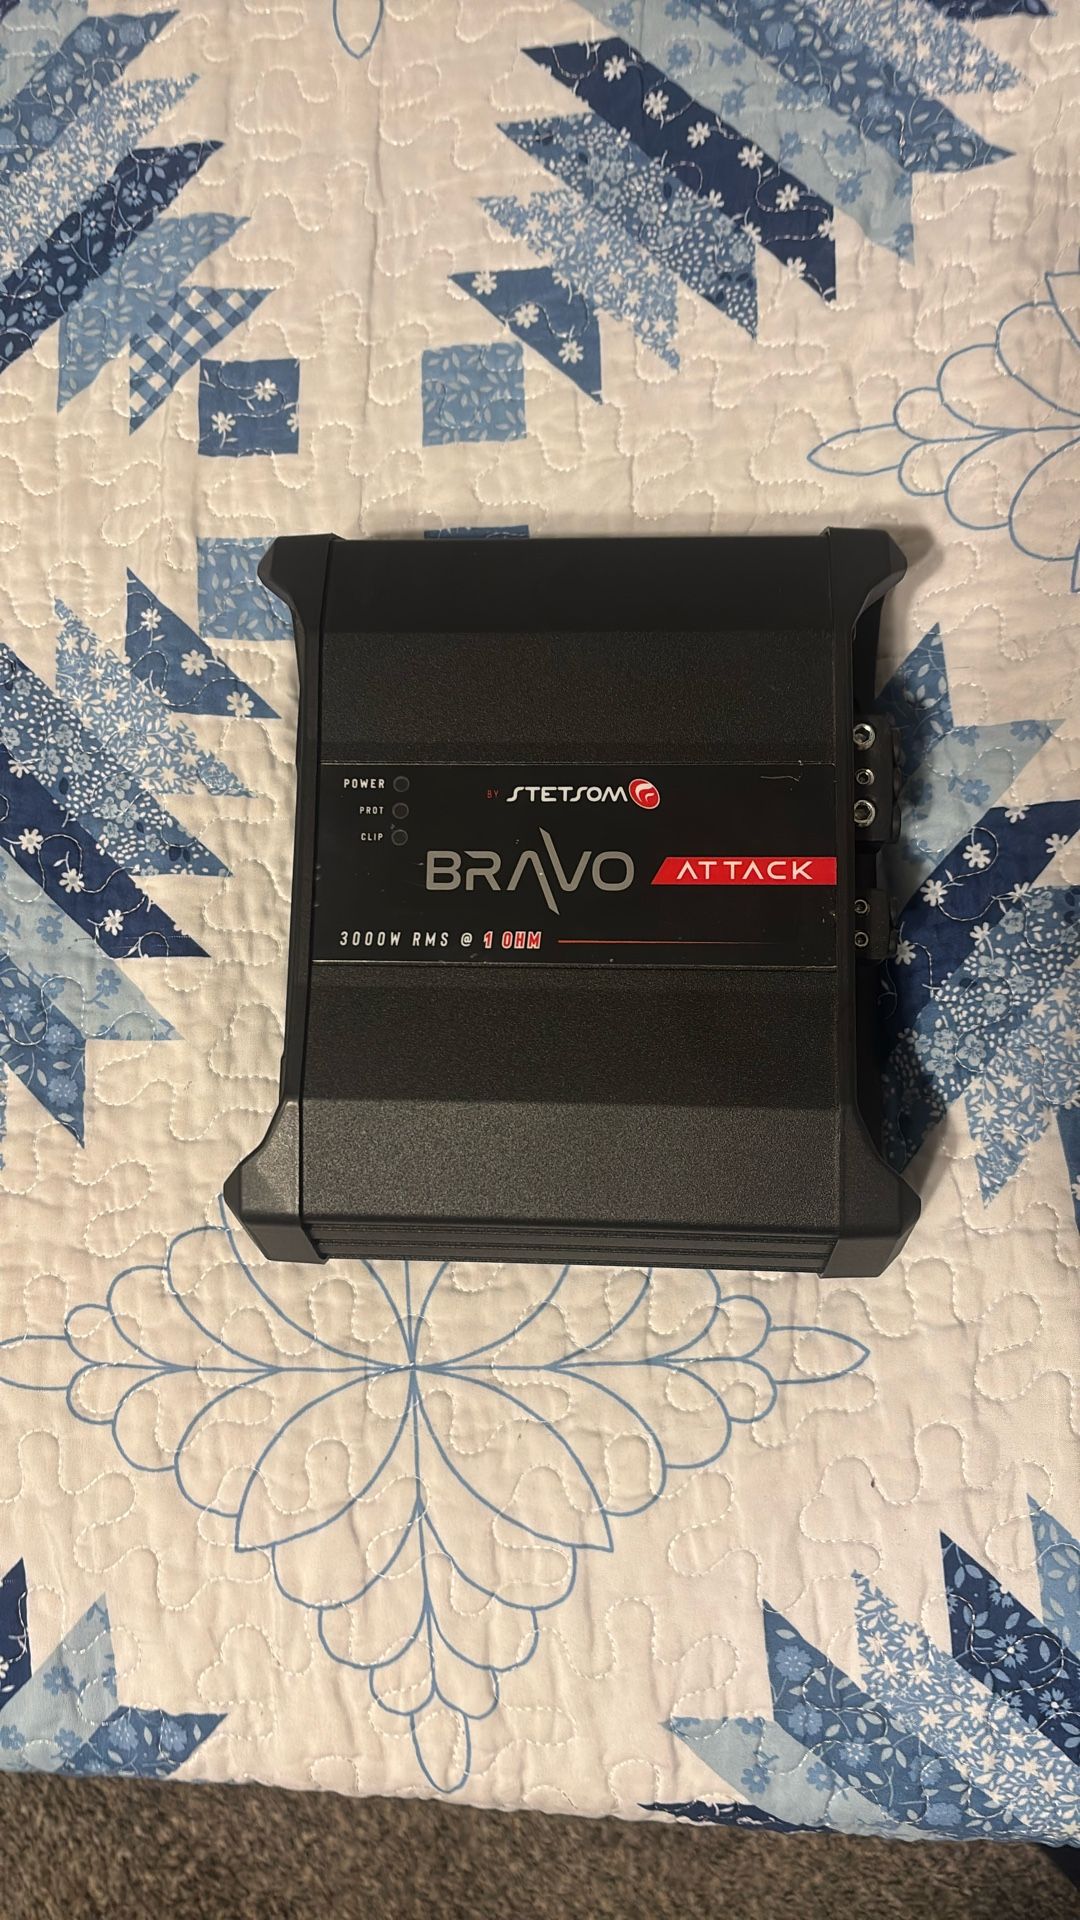 POWER
PROT
CLIP
BY STETSOM
BRAVO ATTACK
3000W RMS @ 1 OHM